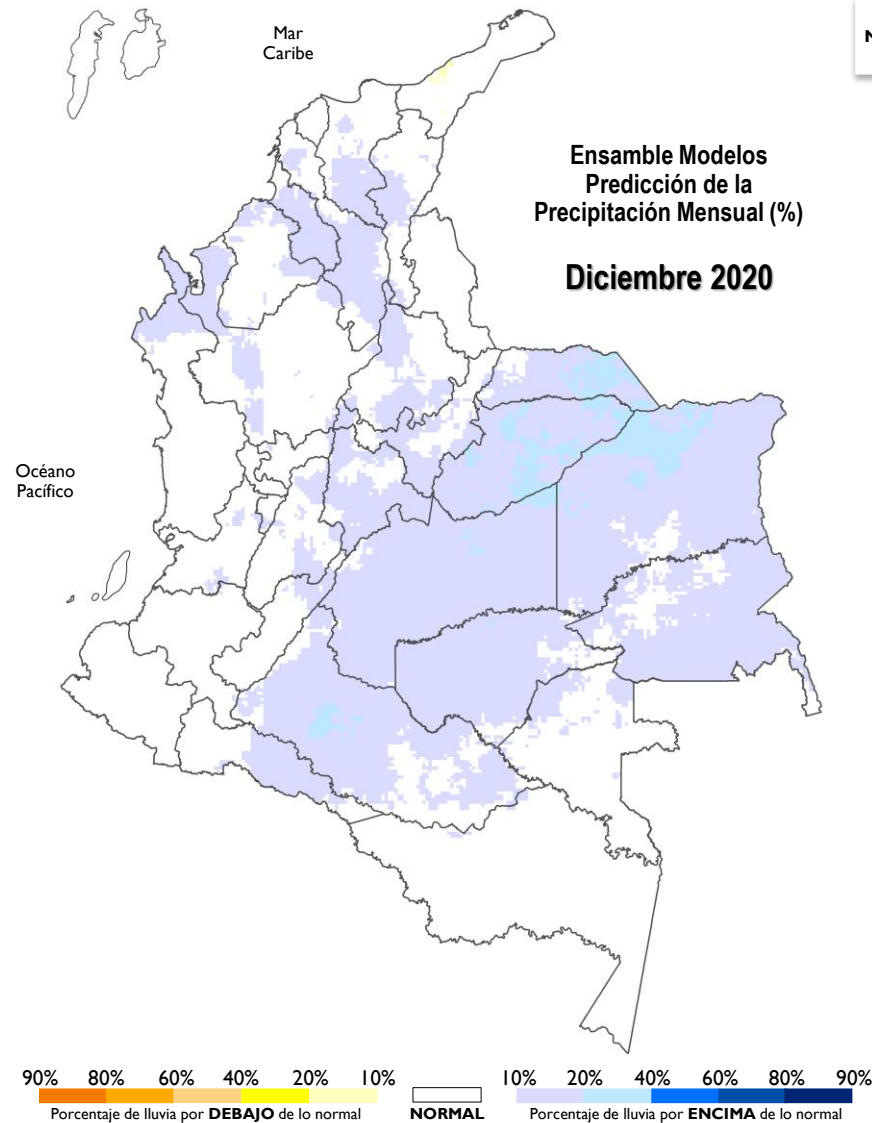 Mar
Caribe
Ensamble Modelos
Predicción de la
Precipitación Mensual (%)
Diciembre 2020
Océano
Pacífico
90% 80% 60% 40% 20% 10% 10% 20% 40% 60% 80% 90%
Porcentaje de lluvia por DEBAJO de lo normal NORMAL Porcentaje de lluvia por ENCIMA de lo normal